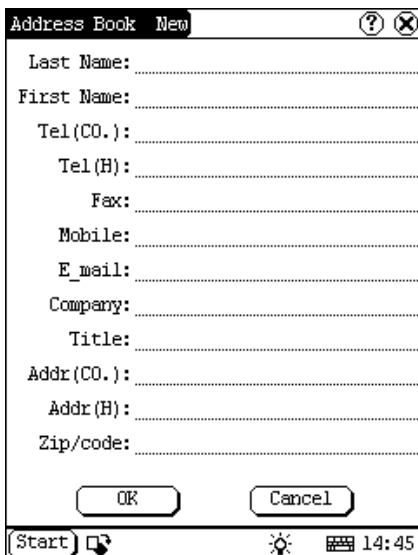 Address Book New ?
Last Name:
First Name:
Tel(CO.):
Tel(H):
Fax:
Mobile:
E_mail:
Company:
Title:
Addr(CO.):
Addr(H):
Zip/code:
OK Cancel
Start 14:45